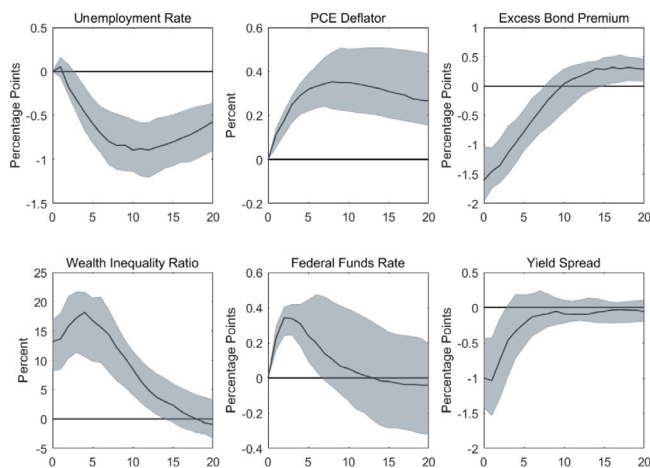 Unemployment Rate
Percentage Points
0.5
0
-0.5
-1
-1.5
0 5 10 15 20
PCE Deflator
Percent
0.6
0.4
0.2
0
-0.2
0 5 10 15 20
Excess Bond Premium
Percentage Points
1
0.5
0
-0.5
-1
-1.5
-2
0 5 10 15 20
Wealth Inequality Ratio
Percent
25
20
15
10
5
0
-5
0 5 10 15 20
Federal Funds Rate
Percentage Points
0.6
0.4
0.2
0
-0.2
-0.4
0 5 10 15 20
Yield Spread
Percentage Points
0.5
0
-0.5
-1
-1.5
-2
0 5 10 15 20